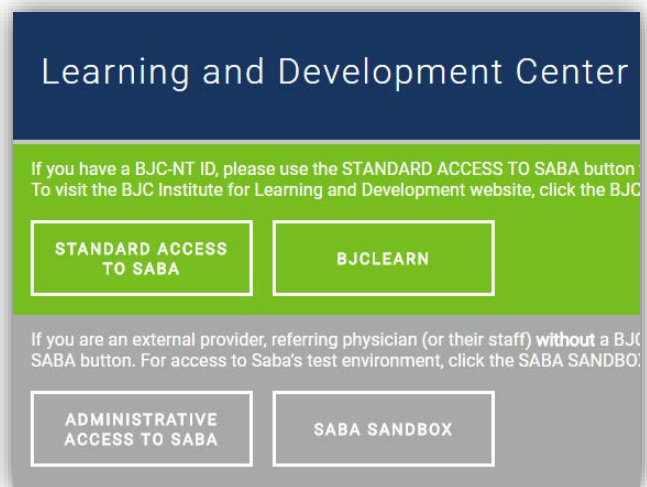 Learning and Development Center
If you have a BJC-NT ID, please use the STANDARD ACCESS TO SABA button
To visit the BJC Institute for Learning and Development website, click the BJC
STANDARD ACCESS
TO SABA
BJCLEARN
If you are an external provider, referring physician (or their staff) without a BJC
SABA button. For access to Saba's test environment, click the SABA SANDBOX
ADMINISTRATIVE
ACCESS TO SABA
SABA SANDBOX